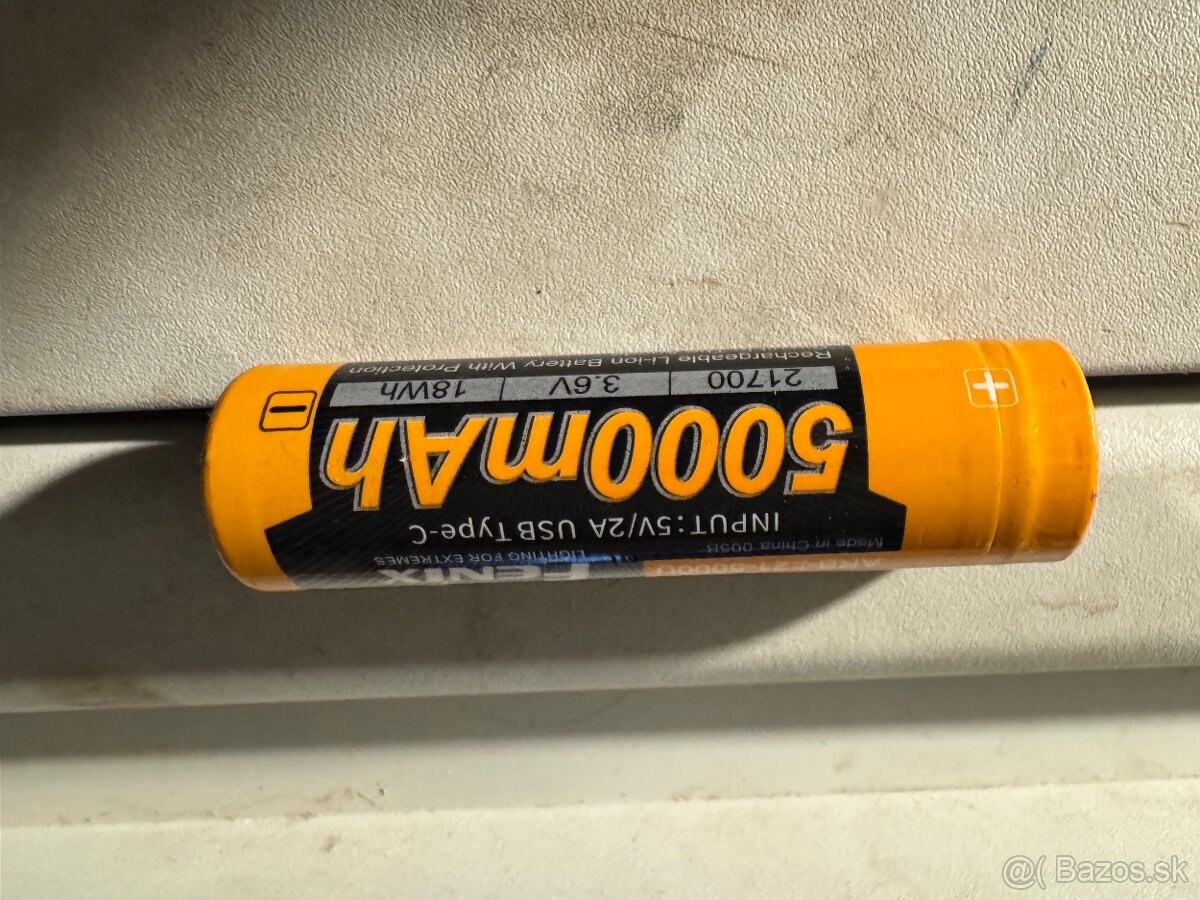 FENIX
LIGHTING FOR EXTREMES
Made in China 005B
INPUT:5V/2A USB Type-C
5000mAh
21700 3.6V 18Wh
Rechargeable Li-ion Battery With Protection
+
−
@( Bazos.sk